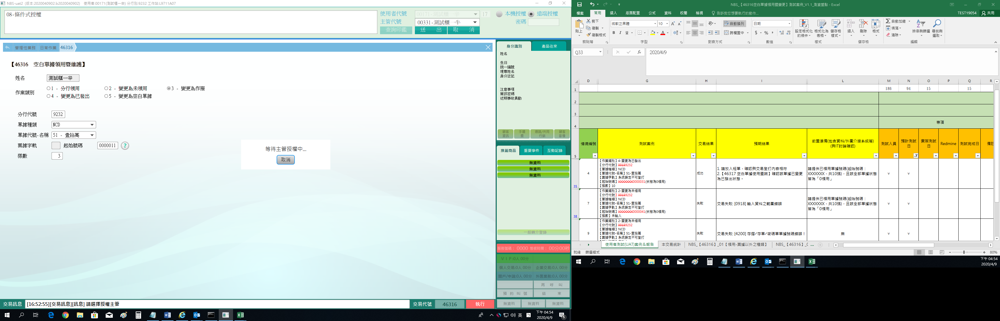 NBS-uat2 (版本:2020040902.b2020040902) 使用者:00171(測試櫃一辛) 分行別:9232 工作站:L9711A07
08-條件式授權
使用者代號 00171-測試櫃一辛 17 本機授權 遠端授權
主管代號 00331-測試櫃一牛 密碼
查詢印鑑 送 出 取 消
管理性業務 日常作業 46316
【46316 空白單據領用暨維護】
姓名 測試櫃一辛
作業類別
1 - 分行領用 2 - 變更為未領用 3 - 變更為作廢
4 - 變更為已發出 5 - 變更為空白單據
分行代號 9232
單據種類 NCD
單據代號-名稱 51 - 壹拾萬
票據字軌 起始號碼 0000011 ?
張數 3
等待主管授權中...
取消
身分識別 產品往來
姓名
生日
統一編號
理專姓名
身分註記
注意事項
簡訊密碼
近期事故異動
顧客資訊 手續費 進階/共同行銷 顧客影像
推薦商品 重要事件 互動記錄
無資料
無資料
無資料
一般轉介登錄
服務號碼: 0000 等候時間: 00分00秒
VIP:0人 00分
個人交易:0人 00分 企業交易:0人 00分
開戶/申請:0人 00分 外匯業務:0人 00分
再 呼 叫
預 約 叫 號 結 束
無資料 無資料 無資料
交易訊息 [16:52:55][交易訊息][訊息] 請選擇授權主管 交易代號 46316 執行
英 下午 04:54
2020/4/9
6
NBS_【46316空白單據領用暨變更】測試案例_V1.1_測資盤點 - Excel
檔案 常用 插入 版面配置 公式 資料 校閱 檢視 告訴我您想要執行的動作... TEST19054 共用
貼上 剪下 複製 複製格式 剪貼簿
微軟正黑體 10 B I U 字型
自動換列 跨欄置中 對齊方式
日期 $ % 數值
設定格式化的條件 格式化為表格 儲存格樣式 樣式
插入 刪除 格式 儲存格
自動加總 填滿 清除 排序與篩選 尋找與選取 編輯
Q33 fx 2020/4/9
D G H I L M N O P Q R
1 186 94 15 15
2
3
4 專項
5 情境編號 測試案例 交易結果 預期結果 前置準備(包含資料/外圍介接系統等)(與IT討論確認) 測試人員 預計測試日 實際測試日 Redmine 測試完成日
35 4
【作業類別】4-變更為已發出
【分行代號】00159232
【單據種類】NCD
【單據代號-名稱】51-壹拾萬
【票據字軌】系統鎖定不可登打
【起始號碼】XXXXXXX0000031(狀態為0領用)
【張數】10
成功
1. 請放入短單，確認與交易登打內容相符
2.【46317 空白單據使用查詢】確認該單據已變更為已發出狀態。
請提供已領用單據號碼(起始號碼：XXXXXXX，共10張)，且該全部單據狀態皆為「0領用」
v v
38 7
【作業類別】2-變更為未領用
【分行代號】00159232
【單據種類】NCD
【單據代號-名稱】51-壹拾萬
【票據字軌】系統鎖定不可登打
【起始號碼】XXXXXXX0000041(狀態為0領用)
【張數】未輸入
失敗
交易失敗: [0918] 輸入資料之範圍錯誤
請提供已領用單據號碼(起始號碼：XXXXXXX，共10張)，且該全部單據狀態皆為「0領用」
v v
9
【作業類別】2-變更為未領用
【分行代號】00159232
【單據種類】NCD
【單據代號-名稱】51-壹拾萬
【票據字軌】系統鎖定不可登打
失敗
交易失敗: [4200] 存摺/存單/密碼單單據號碼錯誤！
無
v v
使用者測試(UAT)案例＆報告 本交易統計 NBS_【46316】_01【領用-票據以外之種類】 NBS_【46316】_0 ...
就緒 篩選模式 80%
下午 04:54
2020/4/9